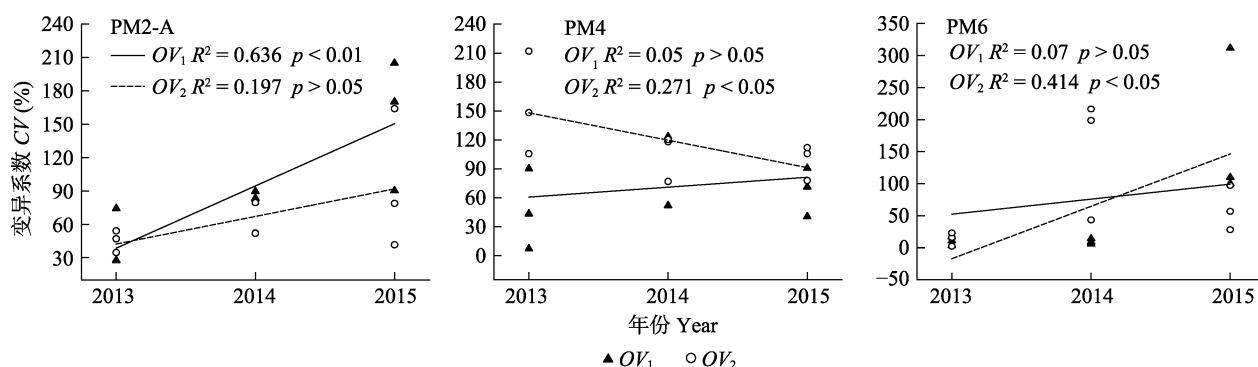 变异系数 CV (%)
PM2-A
OV₁ R² = 0.636 p < 0.01
OV₂ R² = 0.197 p > 0.05
240
210
180
150
120
90
60
30
2013 2014 2015
PM4
OV₁ R² = 0.05 p > 0.05
OV₂ R² = 0.271 p < 0.05
240
210
180
150
120
90
60
30
0
2013 2014 2015
PM6
OV₁ R² = 0.07 p > 0.05
OV₂ R² = 0.414 p < 0.05
350
300
250
200
150
100
50
0
−50
2013 2014 2015
年份 Year
OV₁ OV₂